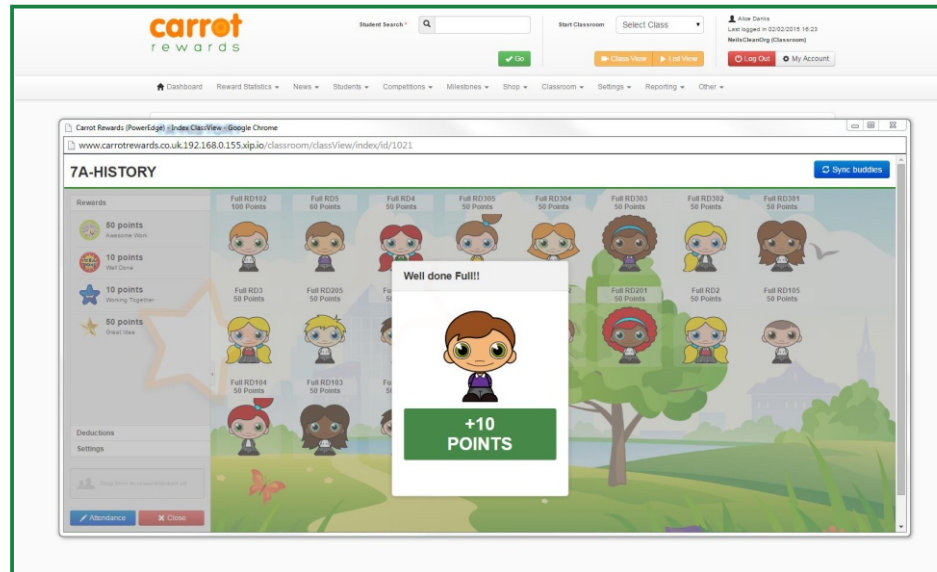 carrot
rewards
Student Search *
Go
Start Classroom
Select Class
Class View
List View
Alice Danks
Last logged in 02/02/2015 16:23
NeilsCleanOrg (Classroom)
Log Out
My Account
Dashboard Reward Statistics News Students Competitions Milestones Shop Classroom Settings Reporting Other
Carrot Rewards (PowerEdge) - Index ClassView - Google Chrome
www.carrotrewards.co.uk.192.168.0.155.xip.io/classroom/classView/index/id/1021
7A-HISTORY
Sync buddies
Rewards
50 points
Awesome Work
10 points
Well Done
10 points
Working Together
50 points
Great Idea
Deductions
Settings
Attendance
Close
Full RD102 Full RD5 Full RD4 Full RD305 Full RD304 Full RD303 Full RD302 Full RD301
100 Points 60 Points 50 Points 50 Points 50 Points 50 Points 50 Points 50 Points
Full RD3 Full RD205 Full RD201 Full RD2 Full RD105
50 Points 50 Points 50 Points 50 Points 50 Points
Full RD104 Full RD103
50 Points 50 Points
Well done Full!!
+10
POINTS